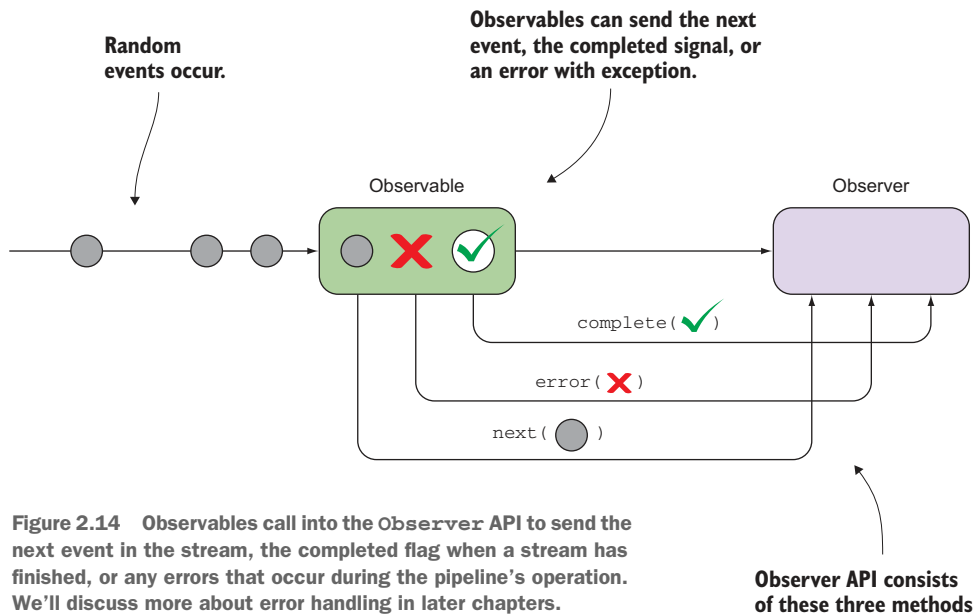 Random
events occur.
Observables can send the next
event, the completed signal, or
an error with exception.
Observable
Observer
complete( )
error( )
next( )
Figure 2.14 Observables call into the Observer API to send the
next event in the stream, the completed flag when a stream has
finished, or any errors that occur during the pipeline's operation.
We'll discuss more about error handling in later chapters.
Observer API consists
of these three methods